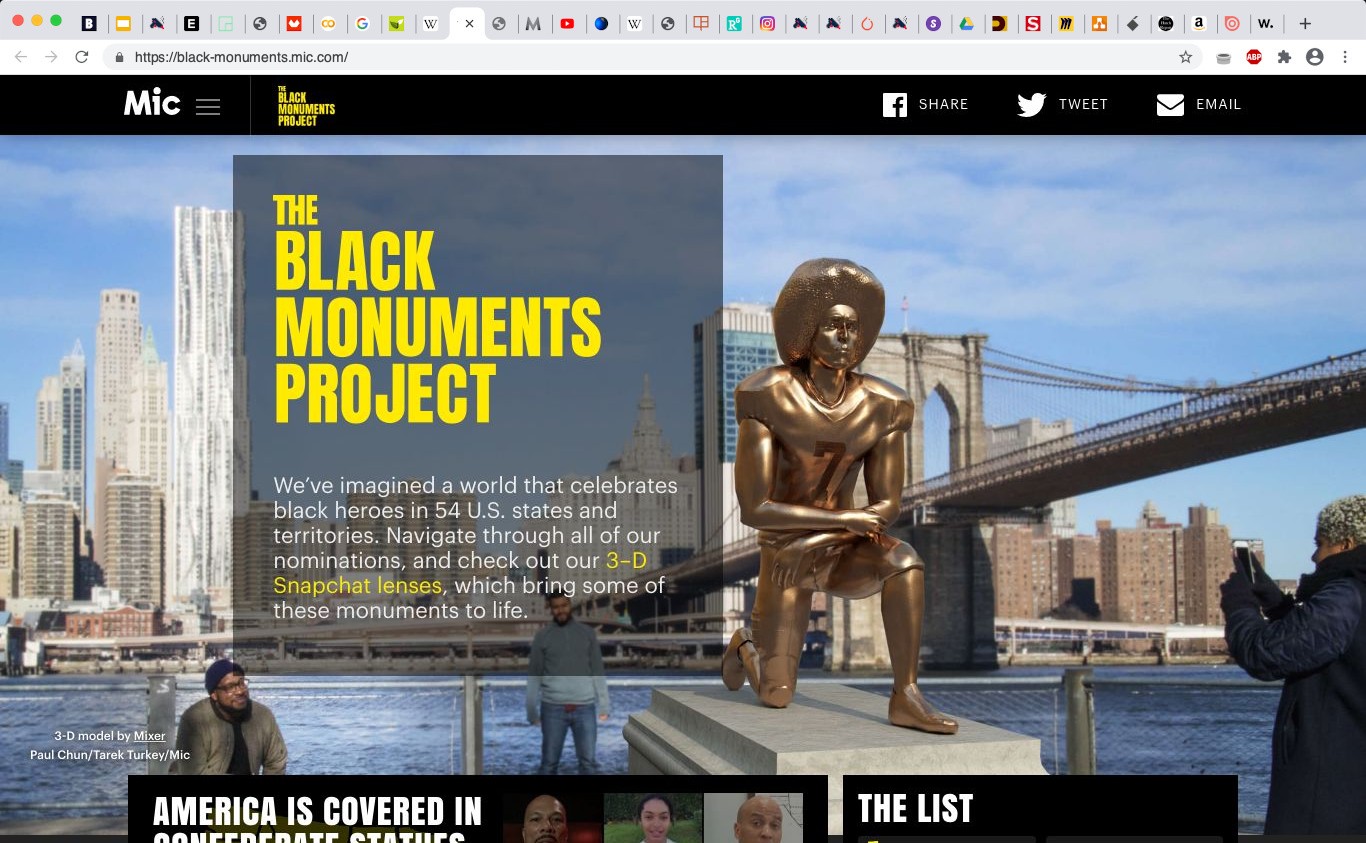 https://black-monuments.mic.com/
Mic
THE
BLACK
MONUMENTS
PROJECT
SHARE
TWEET
EMAIL
THE
BLACK
MONUMENTS
PROJECT
We’ve imagined a world that celebrates
black heroes in 54 U.S. states and
territories. Navigate through all of our
nominations, and check out our 3–D
Snapchat lenses, which bring some of
these monuments to life.
7
3-D model by Mixer
Paul Chun/Tarek Turkey/Mic
AMERICA IS COVERED IN
CONFEDERATE STATUES
THE LIST